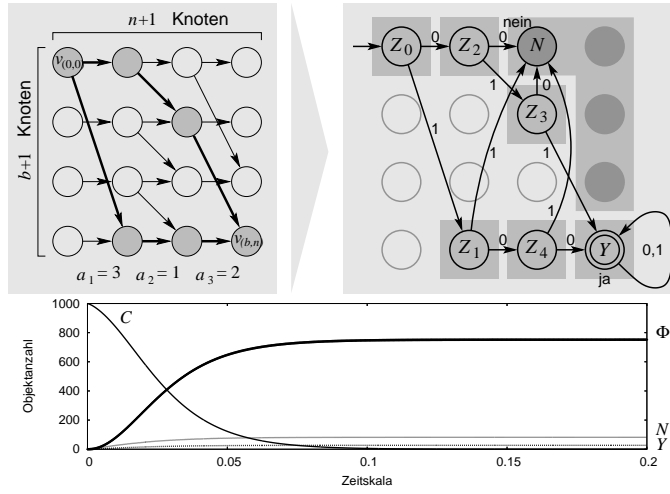 n+1 Knoten
b+1 Knoten
v(0,0)
v(b,n)
a1 = 3 a2 = 1 a3 = 2
nein
Z0 0 Z2 0 N
1 1 0
Z3
1 1
Z1 0 Z4 0 Y 0,1
ja
Objektanzahl
1000
800
600
400
200
0
C
Φ
N
Y
0 0.05 0.1 0.15 0.2
Zeitskala